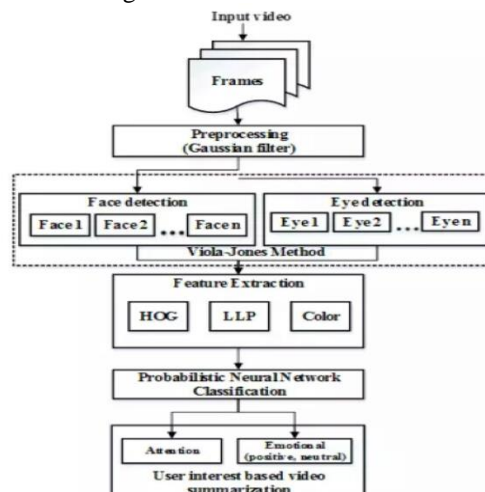 Input video
Frames
Preprocessing
(Gaussian filter)
Face detection
Face1 Face2 ... Facen
Eye detection
Eye1 Eye2 ... Eyen
Viola-Jones Method
Feature Extraction
HOG LLP Color
Probabilistic Neural Network
Classification
Attention
Emotional
(positive, neutral)
User interest based video
summarization